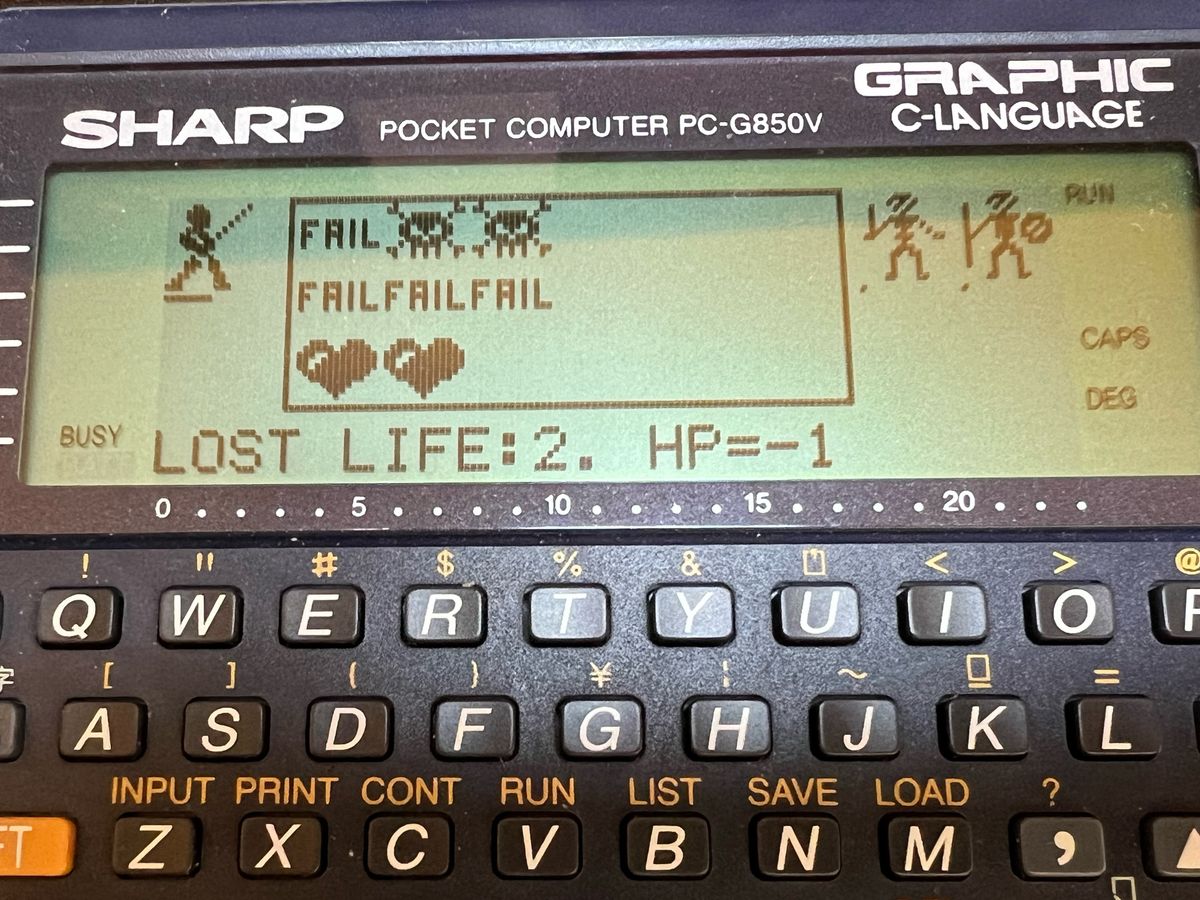 SHARP POCKET COMPUTER PC-G850V GRAPHIC
C-LANGUAGE
RUN
FAIL
FAILFAILFAIL
CAPS
DEG
BUSY
LOST LIFE:2. HP=-1
0 . . . . 5 . . . . 10 . . . . 15 . . . . 20 . . .
! " # $ % & < > @
Q W E R T Y U I O P
[ ] { } ¥ ¦ ~ =
字 A S D F G H J K L
INPUT PRINT CONT RUN LIST SAVE LOAD ?
Z X C V B N M ,